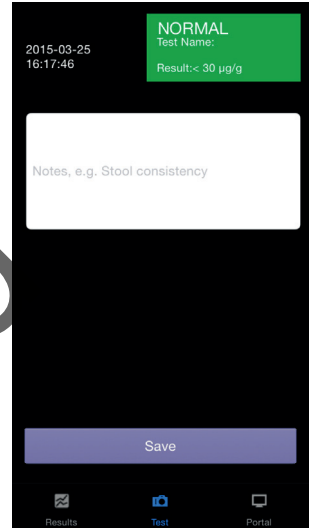 NORMAL
Test Name:
2015-03-25
16:17:46
Result:< 30 µg/g
Notes, e.g. Stool consistency
Save
Results
Test
Portal